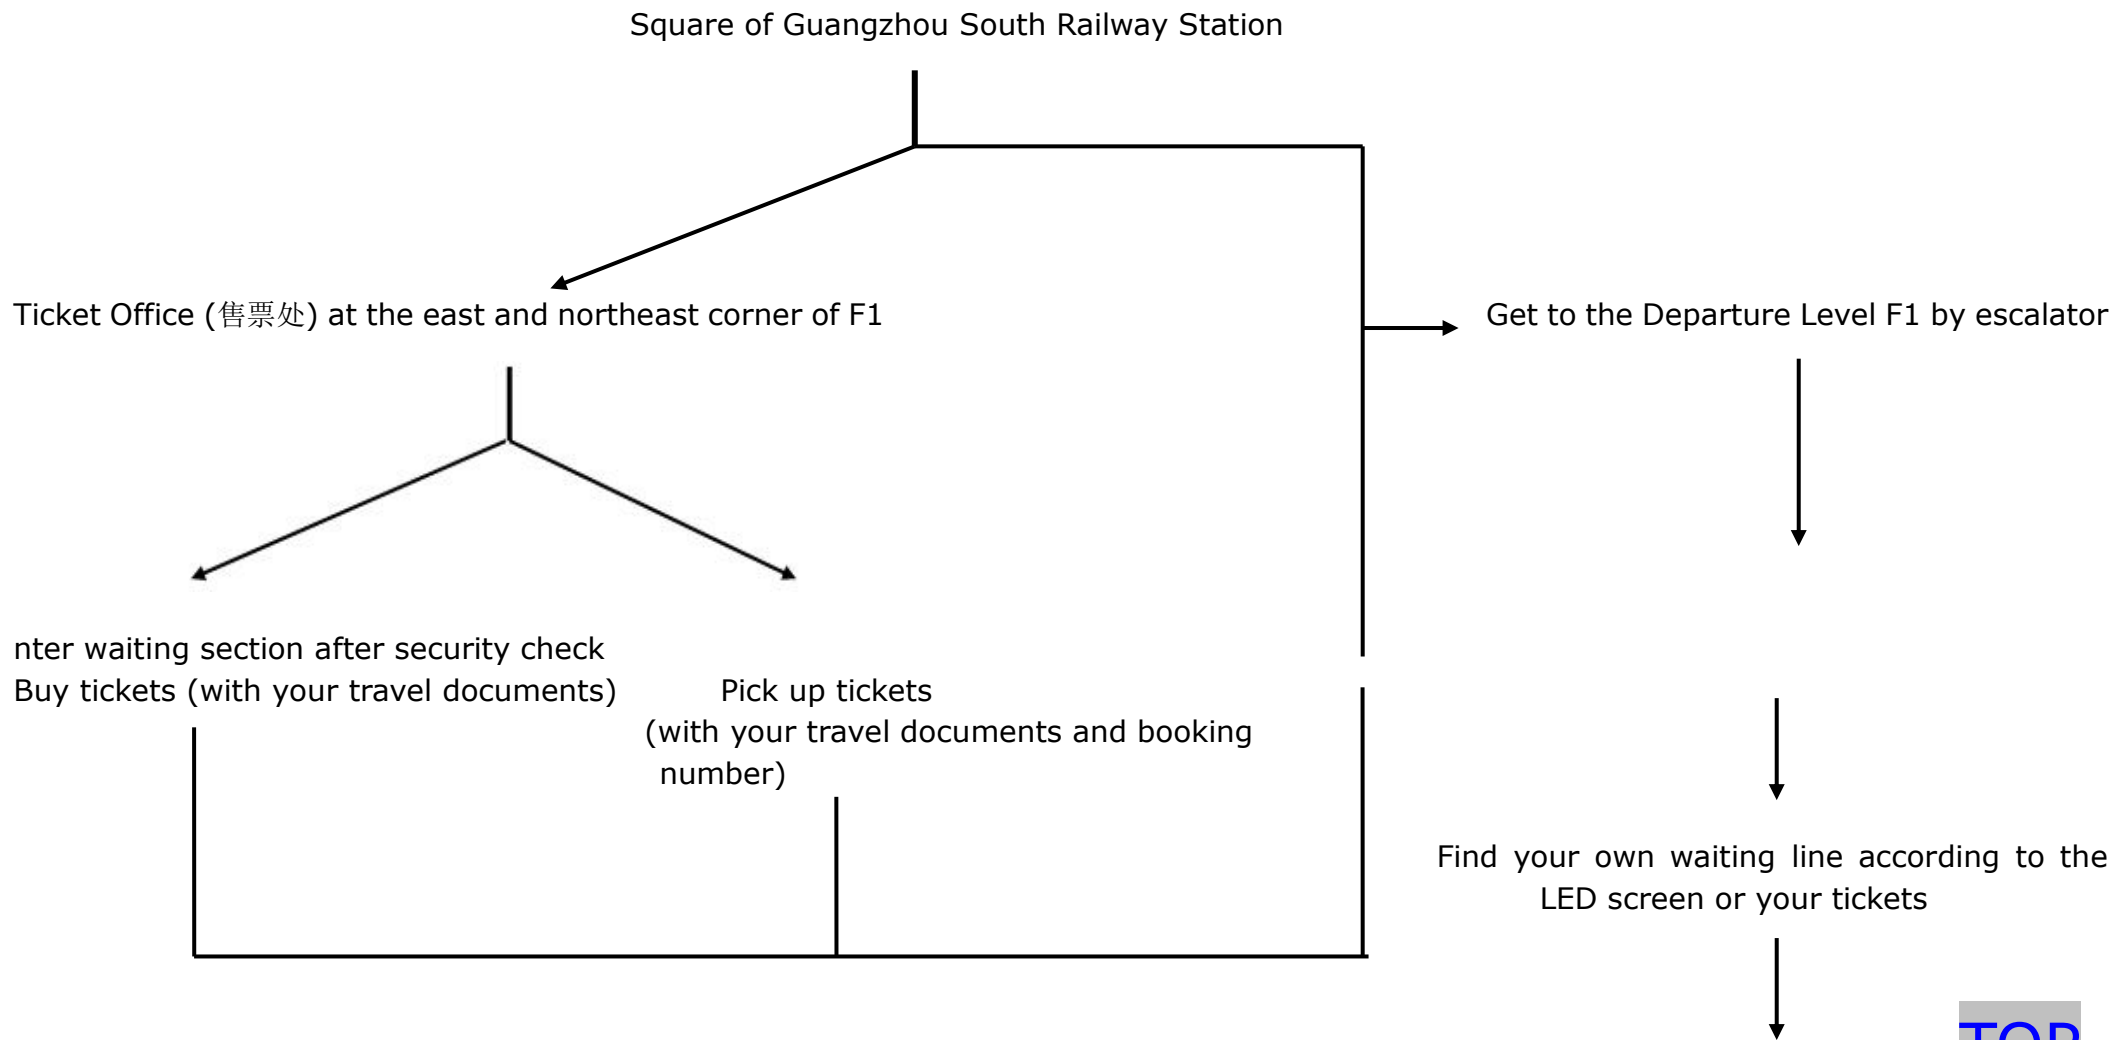 Square of Guangzhou South Railway Station
Ticket Office (售票处) at the east and northeast corner of F1
Get to the Departure Level F1 by escalator
nter waiting section after security check
Buy tickets (with your travel documents)
Pick up tickets
(with your travel documents and booking
number)
Find your own waiting line according to the
LED screen or your tickets
TOP